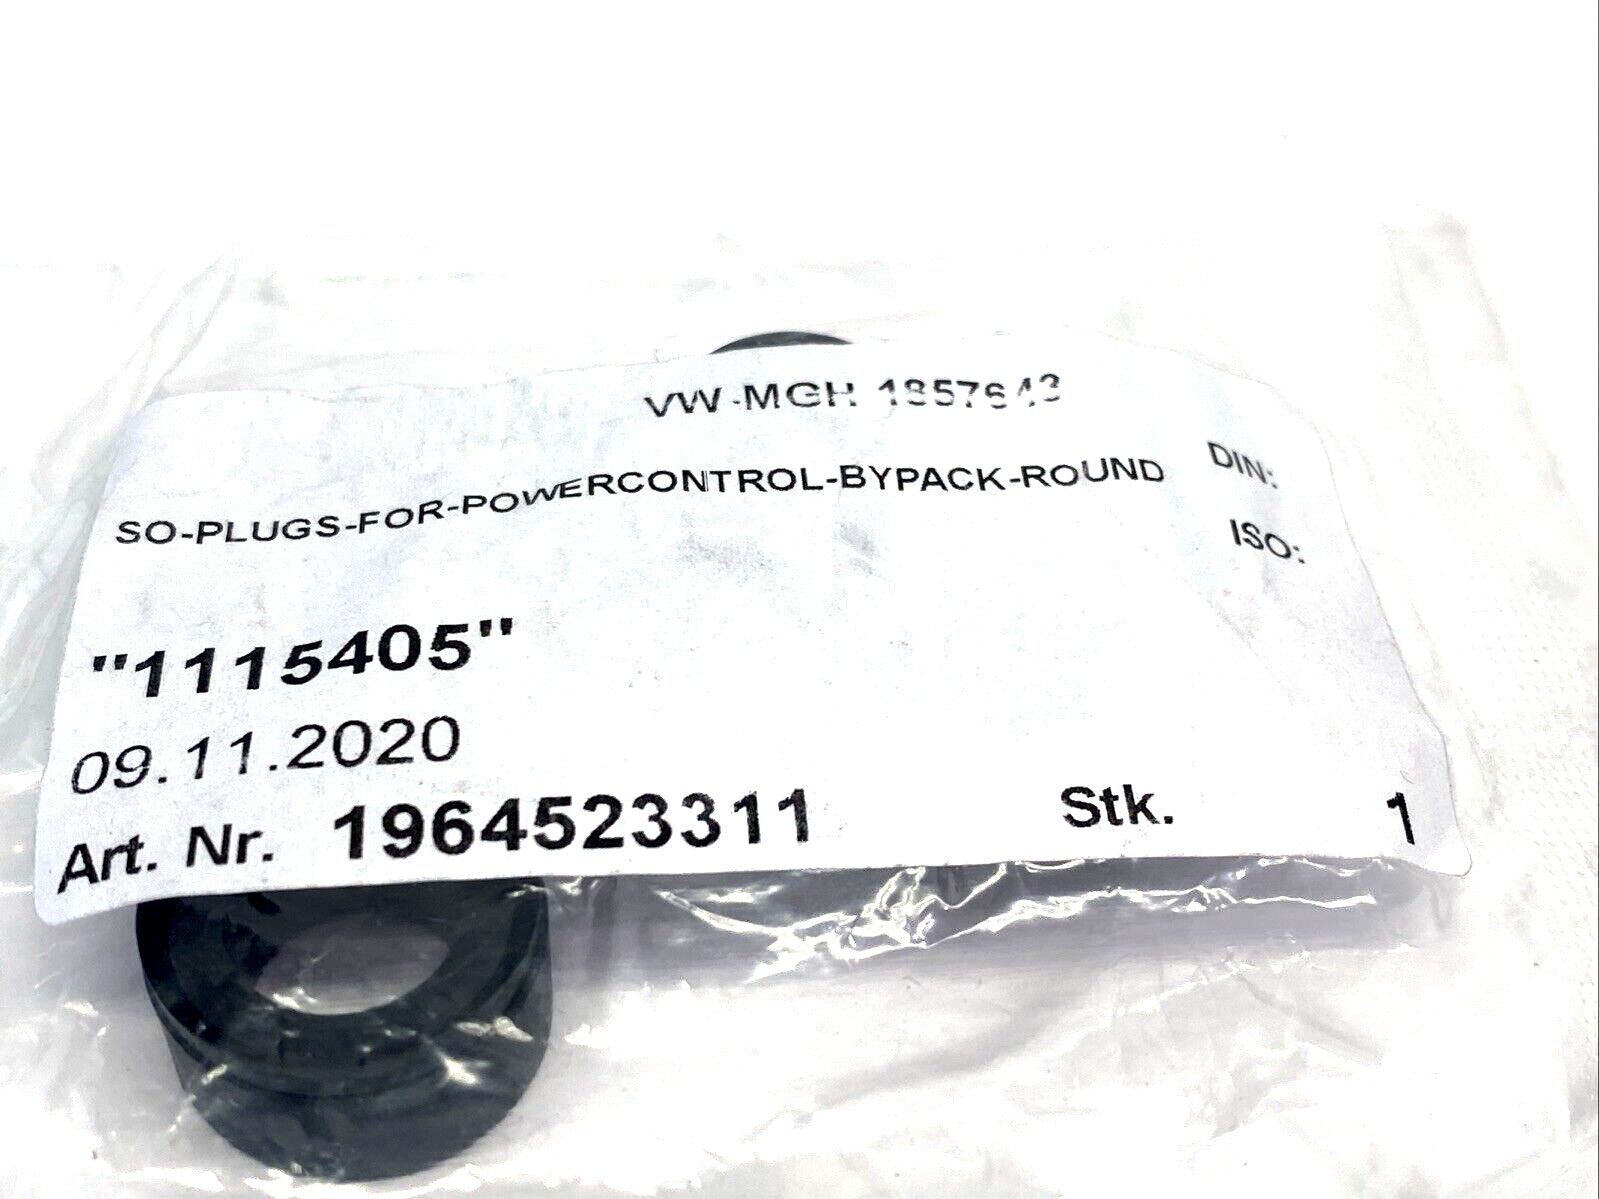 VW-MGH 1857643
SO-PLUGS-FOR-POWERCONTROL-BYPACK-ROUND
DIN:
ISO:
"1115405"
09.11.2020
Art. Nr. 1964523311 Stk. 1